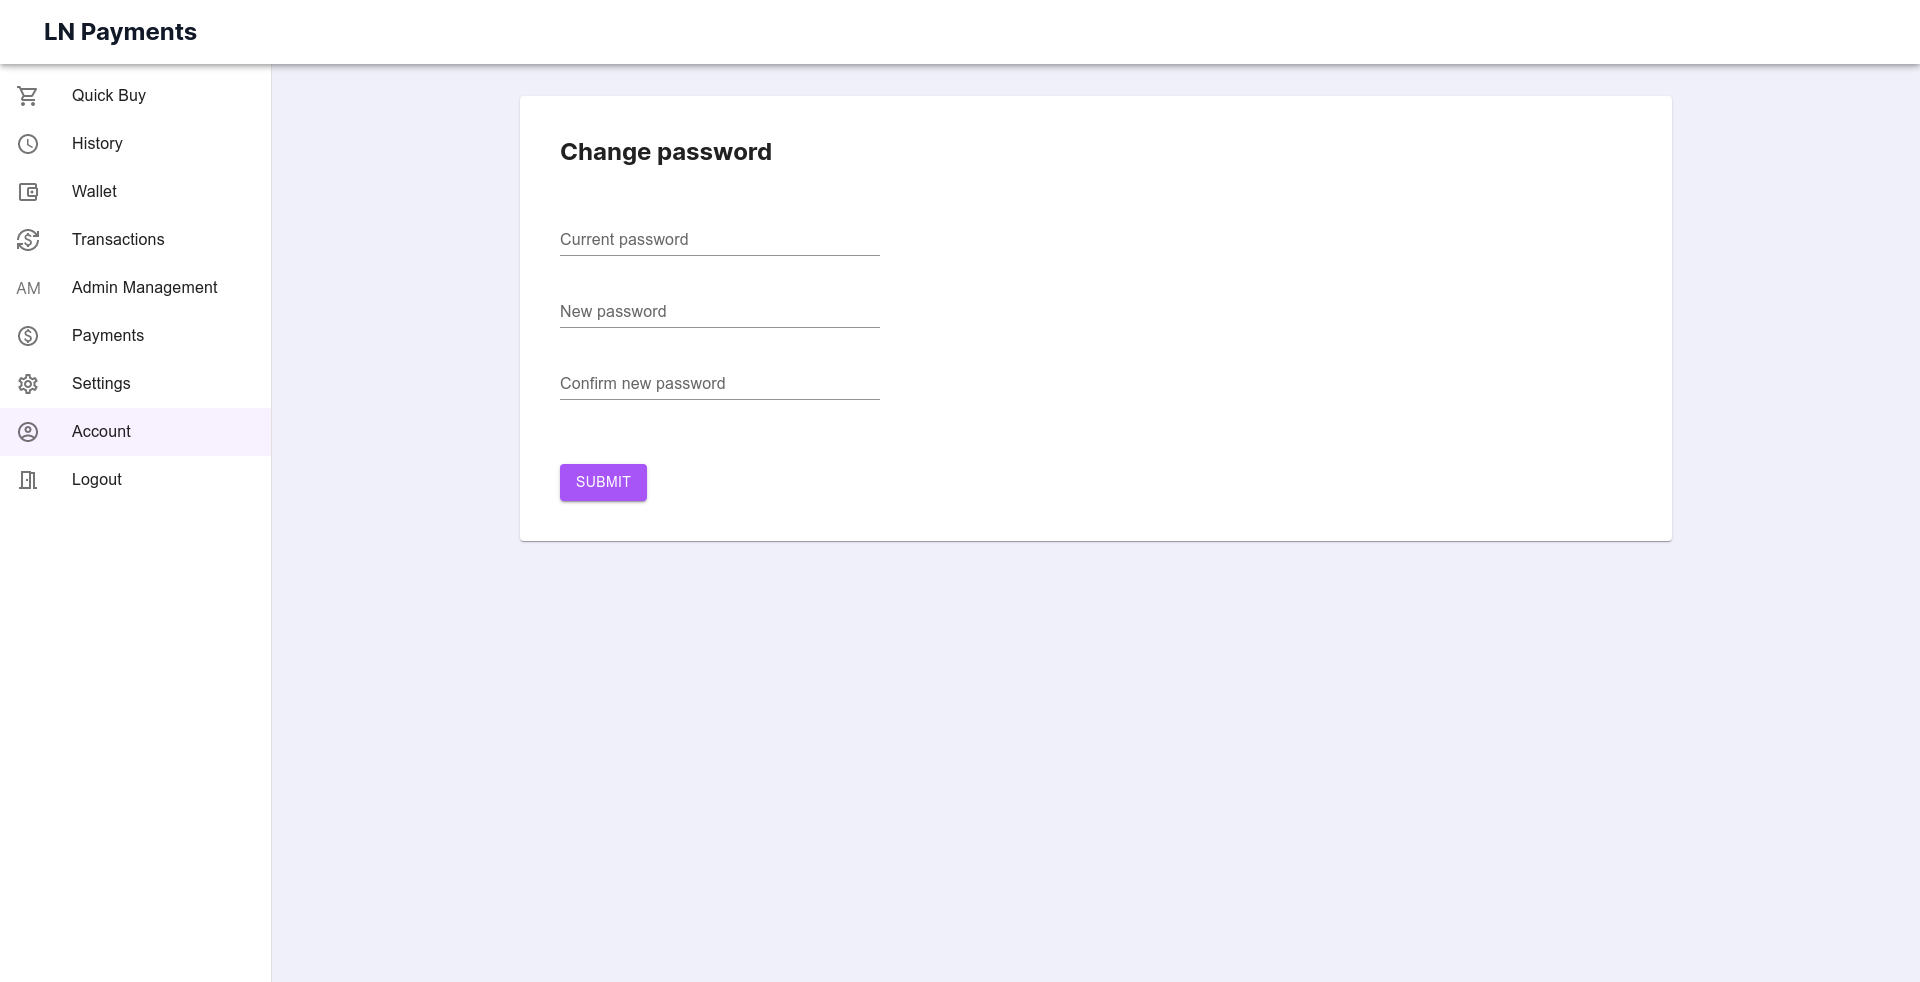 LN Payments
Quick Buy
History
Wallet
Transactions
AM Admin Management
Payments
Settings
Account
Logout
Change password
Current password
New password
Confirm new password
SUBMIT